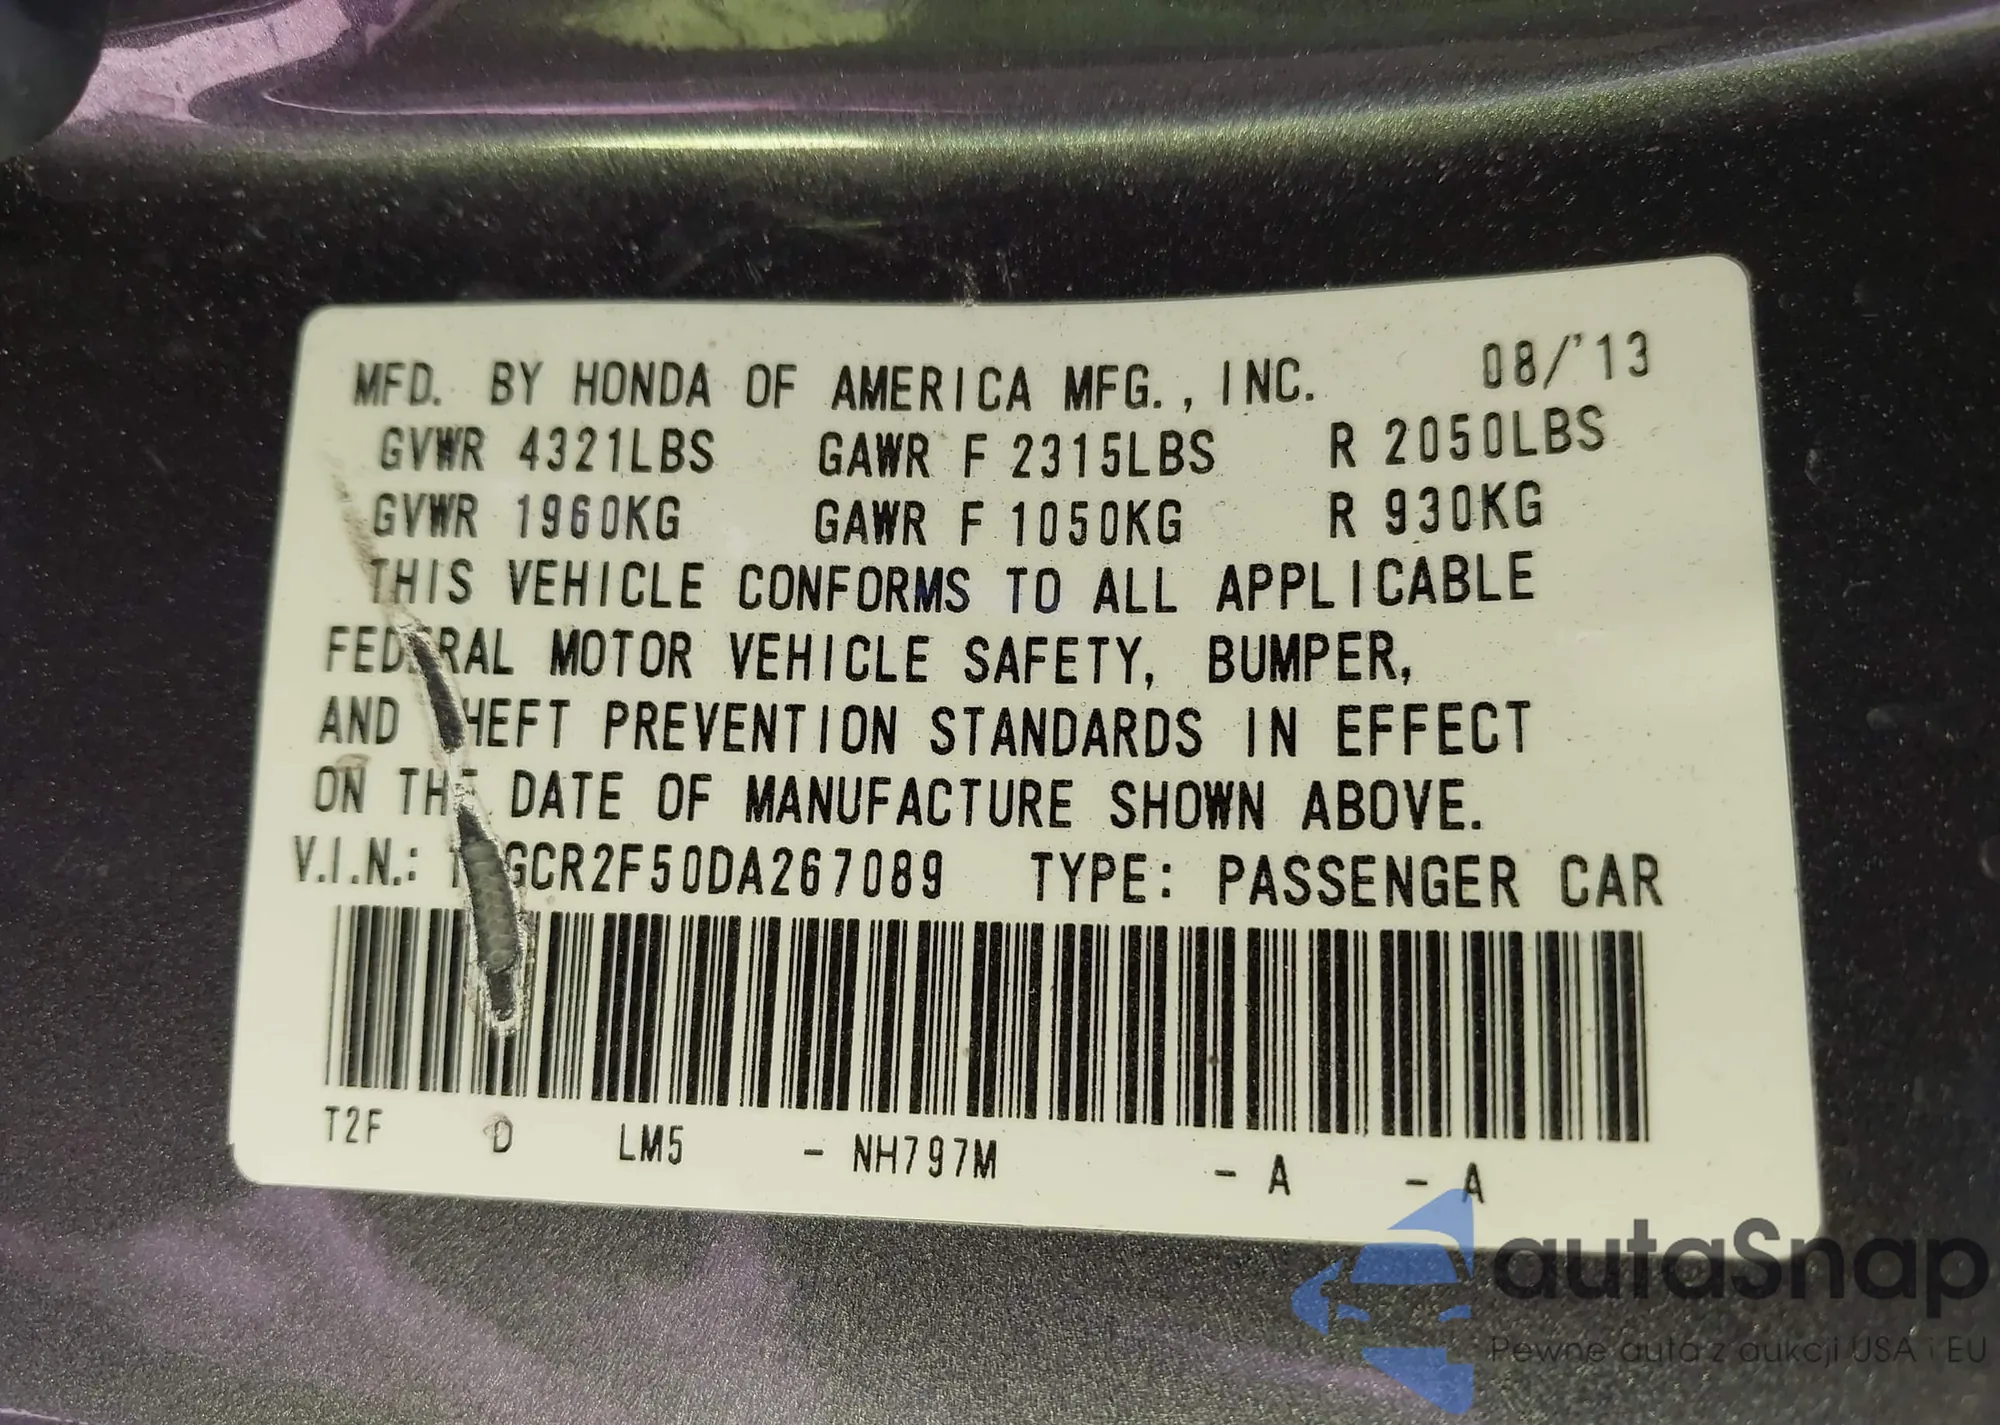 MFD. BY HONDA OF AMERICA MFG., INC. 08/'13
GVWR 4321LBS GAWR F 2315LBS R 2050LBS
GVWR 1960KG GAWR F 1050KG R 930KG
THIS VEHICLE CONFORMS TO ALL APPLICABLE
FEDERAL MOTOR VEHICLE SAFETY, BUMPER,
AND THEFT PREVENTION STANDARDS IN EFFECT
ON THE DATE OF MANUFACTURE SHOWN ABOVE.
V.I.N.: TYPE: PASSENGER CAR
T2F D LM5 - NH797M - A - A
autaSnap
Pewne auta z aukcji USA i EU